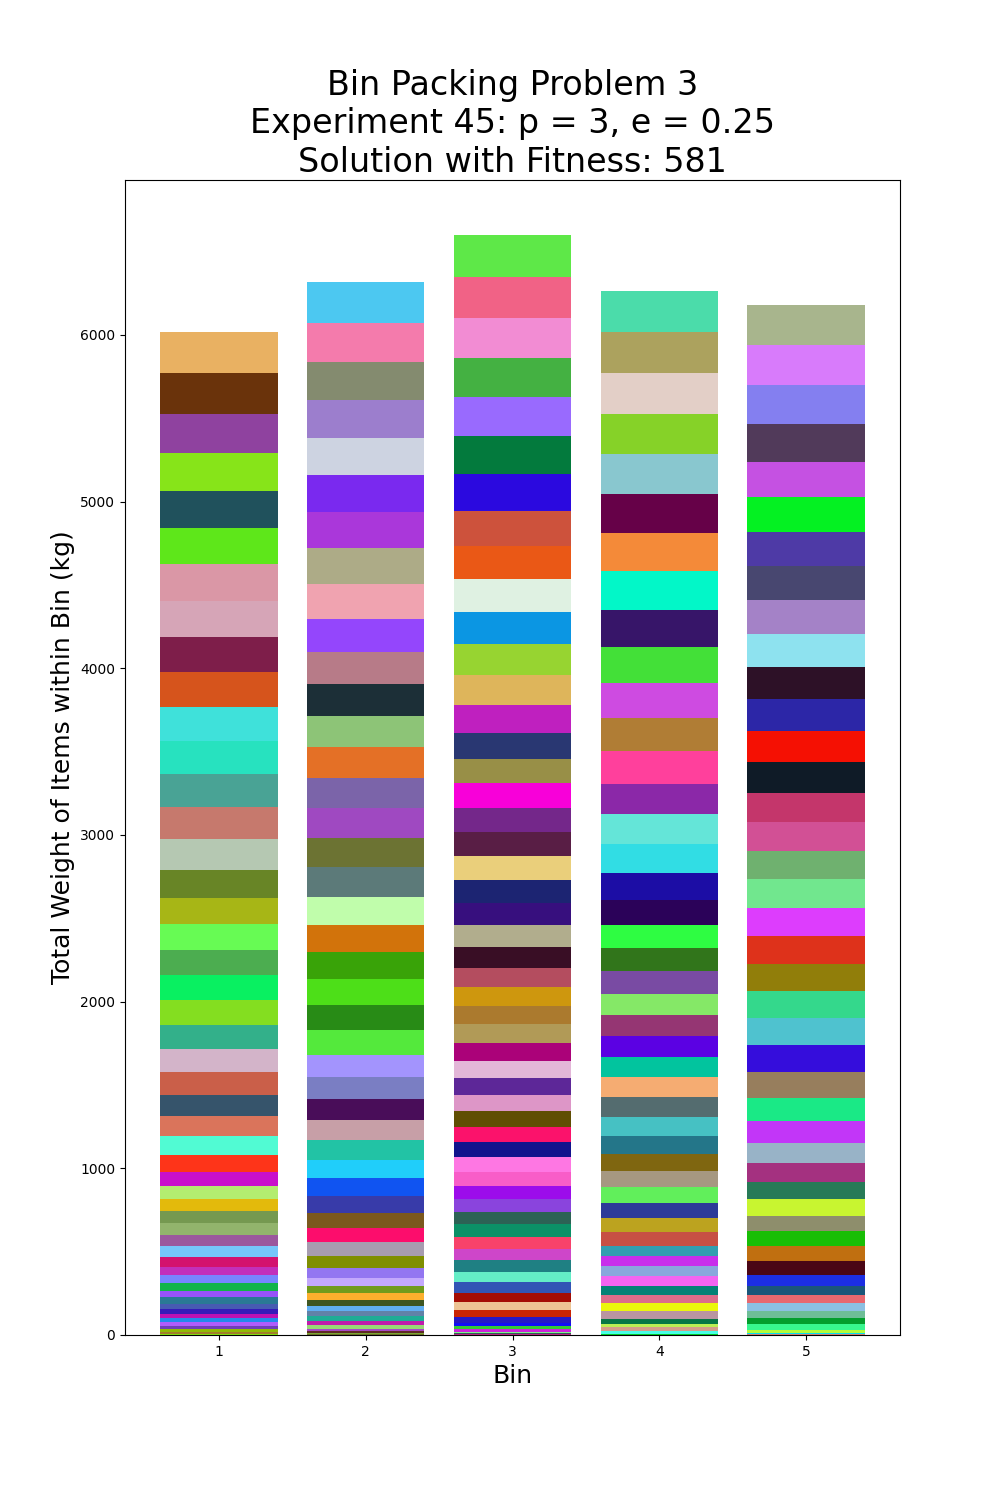 Bin Packing Problem 3
Experiment 45: p = 3, e = 0.25
Solution with Fitness: 581
Total Weight of Items within Bin (kg)
6000
5000
4000
3000
2000
1000
0
1 2 3 4 5
Bin